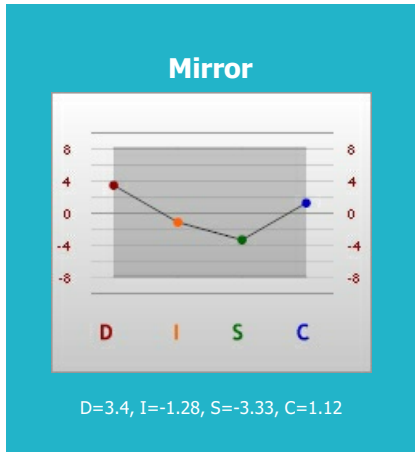 Mirror
8 8
4 4
0 0
-4 -4
-8 -8
D I S C
D=3.4, I=-1.28, S=-3.33, C=1.12